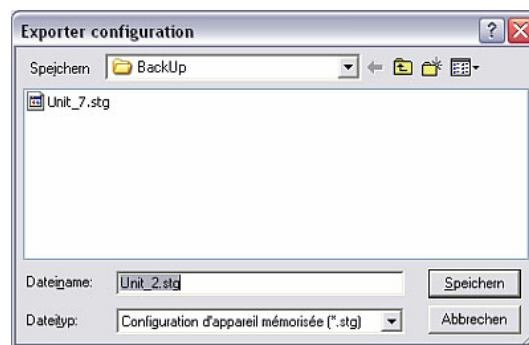 Exporter configuration
Speichern BackUp
Unit_7.stg
Dateiname: Unit_2.stg Speichern
Dateityp: Configuration d'appareil mémorisée (*.stg) Abbrechen